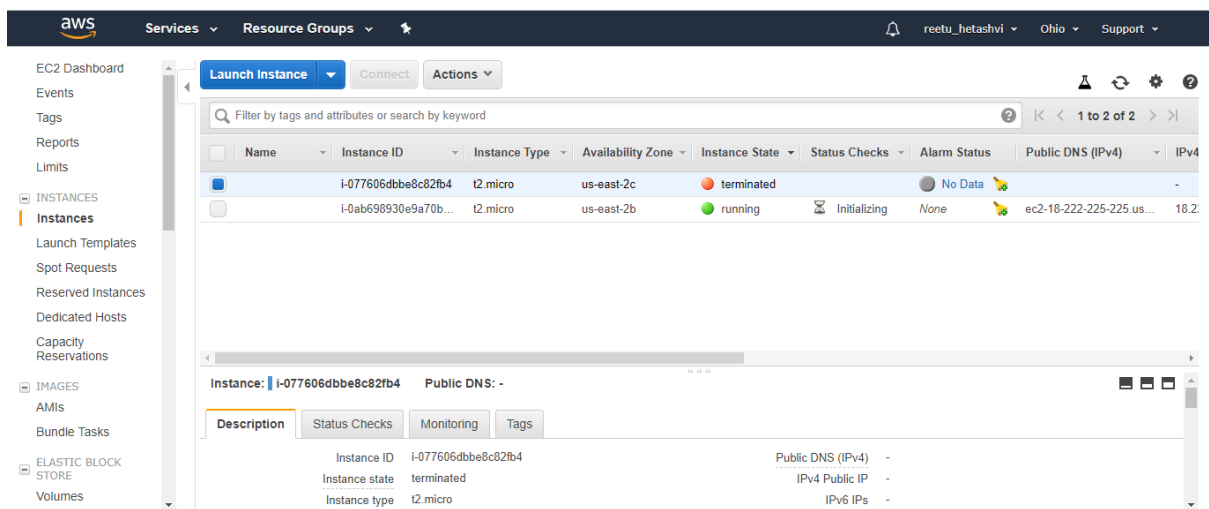 aws Services Resource Groups reetu_hetashvi Ohio Support
EC2 Dashboard
Events
Tags
Reports
Limits
INSTANCES
Instances
Launch Templates
Spot Requests
Reserved Instances
Dedicated Hosts
Capacity
Reservations
IMAGES
AMIs
Bundle Tasks
ELASTIC BLOCK
STORE
Volumes
Launch Instance Connect Actions
Filter by tags and attributes or search by keyword 1 to 2 of 2
Name Instance ID Instance Type Availability Zone Instance State Status Checks Alarm Status Public DNS (IPv4) IPv4
i-077606dbbe8c82fb4 t2.micro us-east-2c terminated No Data -
i-0ab698930e9a70b... t2.micro us-east-2b running Initializing None ec2-18-222-225-225.us... 18.2
Instance: i-077606dbbe8c82fb4 Public DNS: -
Description Status Checks Monitoring Tags
Instance ID i-077606dbbe8c82fb4 Public DNS (IPv4) -
Instance state terminated IPv4 Public IP -
Instance type t2.micro IPv6 IPs -